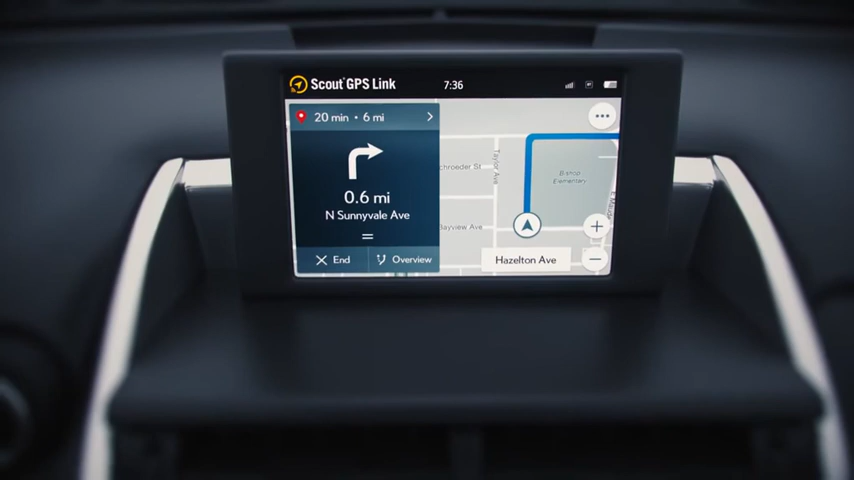 Scout® GPS Link
7:36
20 min • 6 mi
0.6 mi
N Sunnyvale Ave
End
Overview
chroeder St
Taylor Ave
Bishop
Elementary
Bayview Ave
Hazelton Ave